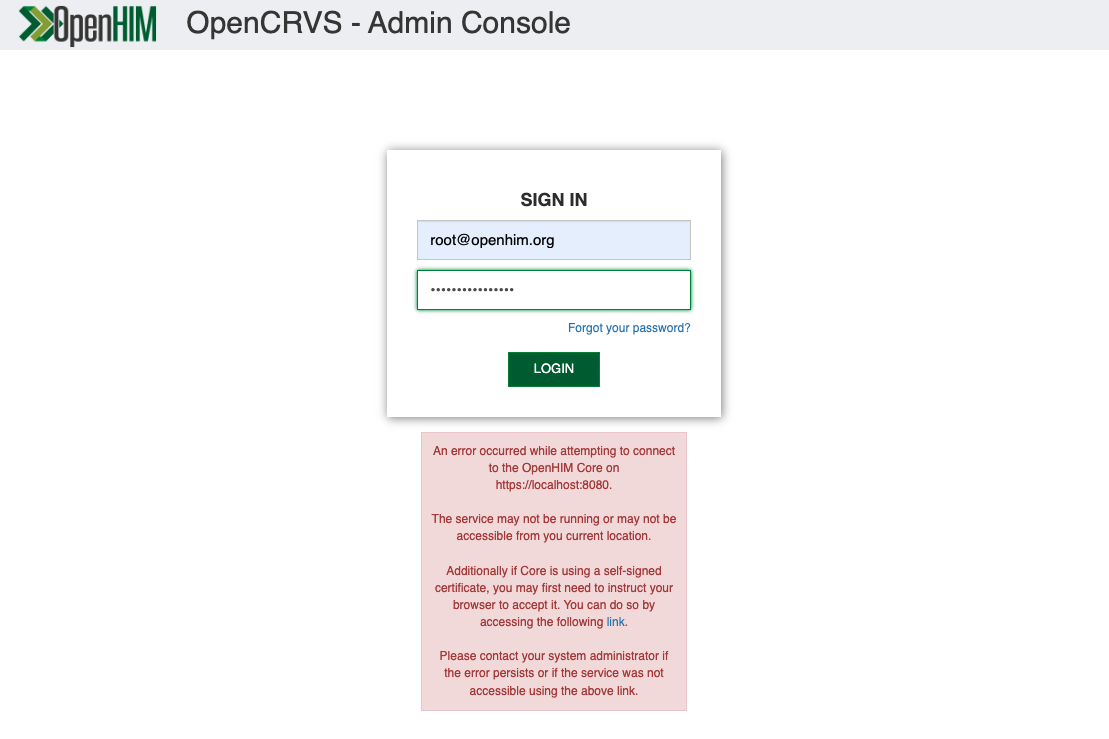 OpenHIM
OpenCRVS - Admin Console
SIGN IN
root@openhim.org
••••••••••••••••
Forgot your password?
LOGIN
An error occurred while attempting to connect
to the OpenHIM Core on
https://localhost:8080.
The service may not be running or may not be
accessible from you current location.
Additionally if Core is using a self-signed
certificate, you may first need to instruct your
browser to accept it. You can do so by
accessing the following link.
Please contact your system administrator if
the error persists or if the service was not
accessible using the above link.